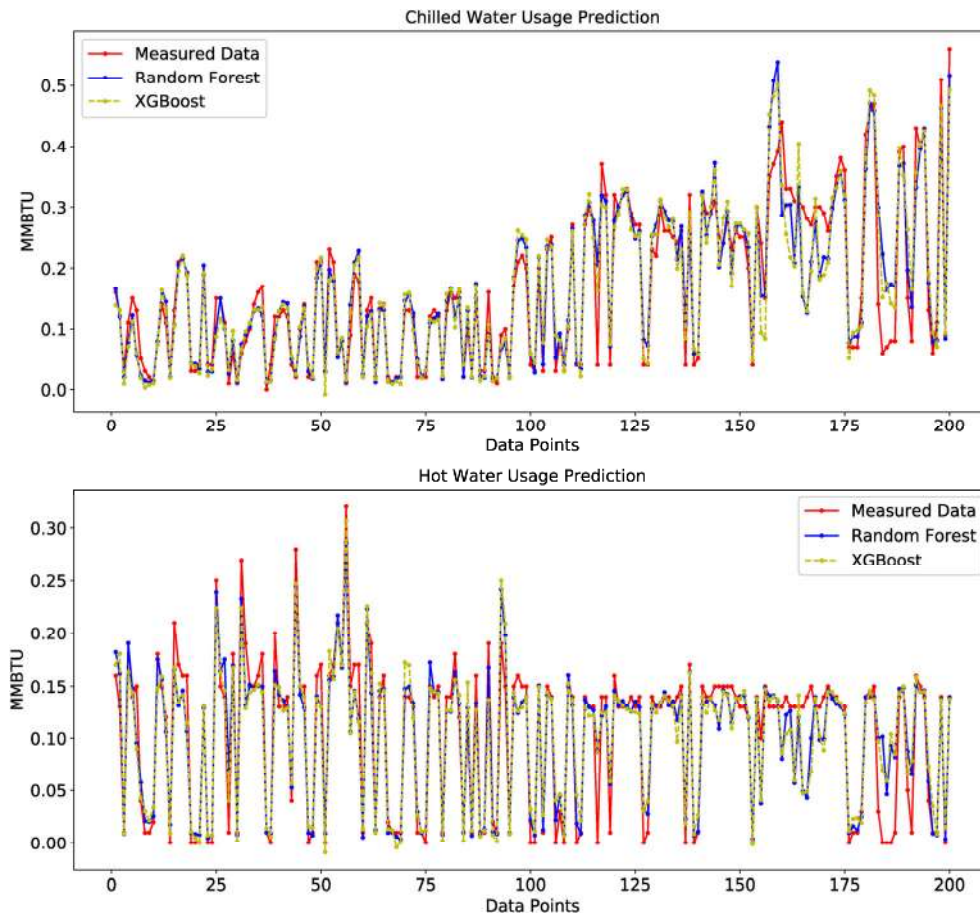 Chilled Water Usage Prediction
Measured Data
Random Forest
XGBoost
MMBTU
0.5
0.4
0.3
0.2
0.1
0.0
0 25 50 75 100 125 150 175 200
Data Points
Hot Water Usage Prediction
Measured Data
Random Forest
XGBoost
MMBTU
0.30
0.25
0.20
0.15
0.10
0.05
0.00
0 25 50 75 100 125 150 175 200
Data Points